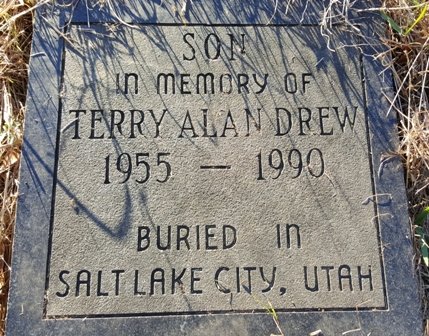 SON
IN MEMORY OF
TERRY ALAN DREW
1955 — 1990
BURIED IN
SALT LAKE CITY, UTAH